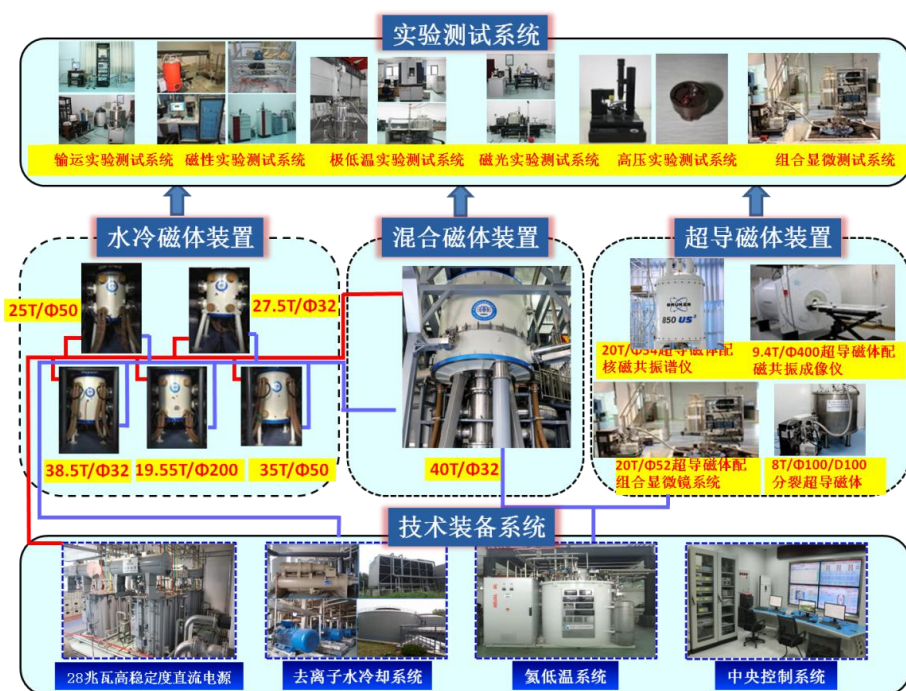 实验测试系统
输运实验测试系统
磁性实验测试系统
极低温实验测试系统
磁光实验测试系统
高压实验测试系统
组合显微测试系统
水冷磁体装置
混合磁体装置
超导磁体装置
25T/Φ50
27.5T/Φ32
38.5T/Φ32
19.55T/Φ200
35T/Φ50
40T/Φ32
BRUKER
850 US²
20T/Φ54超导磁体配
核磁共振谱仪
9.4T/Φ400超导磁体配
磁共振成像仪
20T/Φ52超导磁体配
组合显微镜系统
8T/Φ100/D100
分裂超导磁体
技术装备系统
28兆瓦高稳定度直流电源
去离子水冷却系统
氦低温系统
中央控制系统